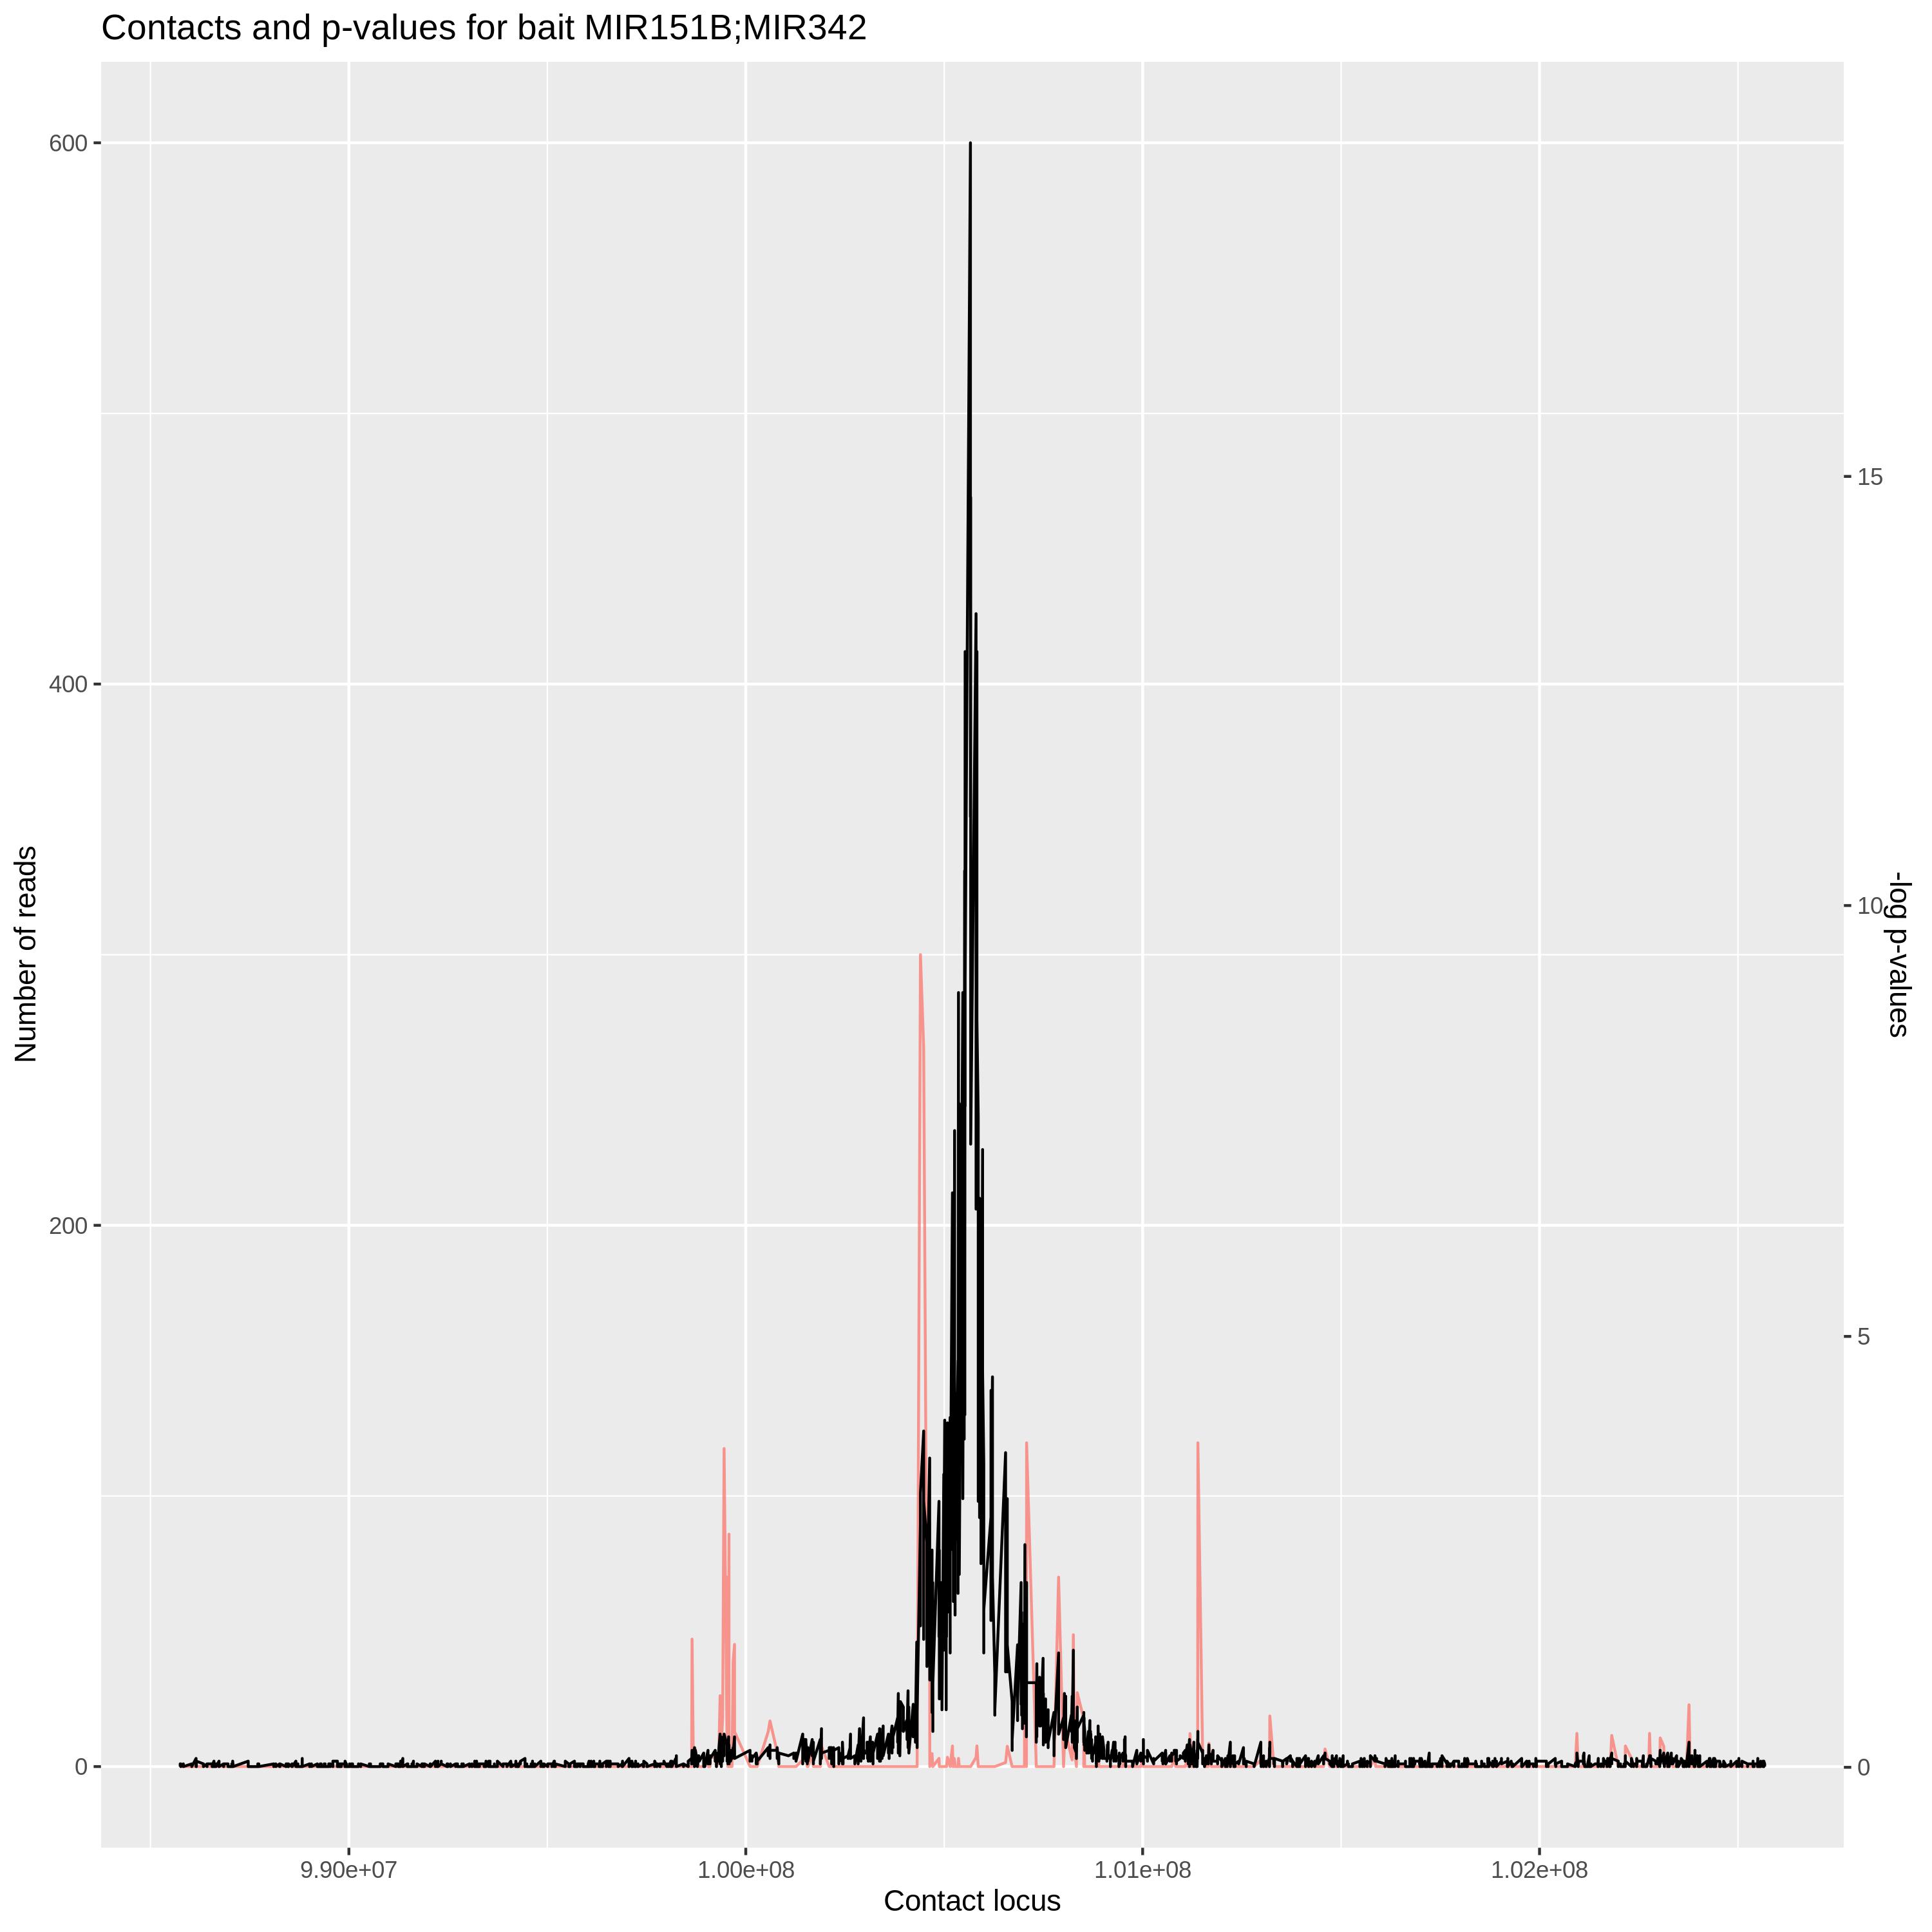 Contacts and p-values for bait MIR151B;MIR342
600
400
200
0
Number of reads
15
10
5
0
-log p-values
9.90e+07
1.00e+08
1.01e+08
1.02e+08
Contact locus